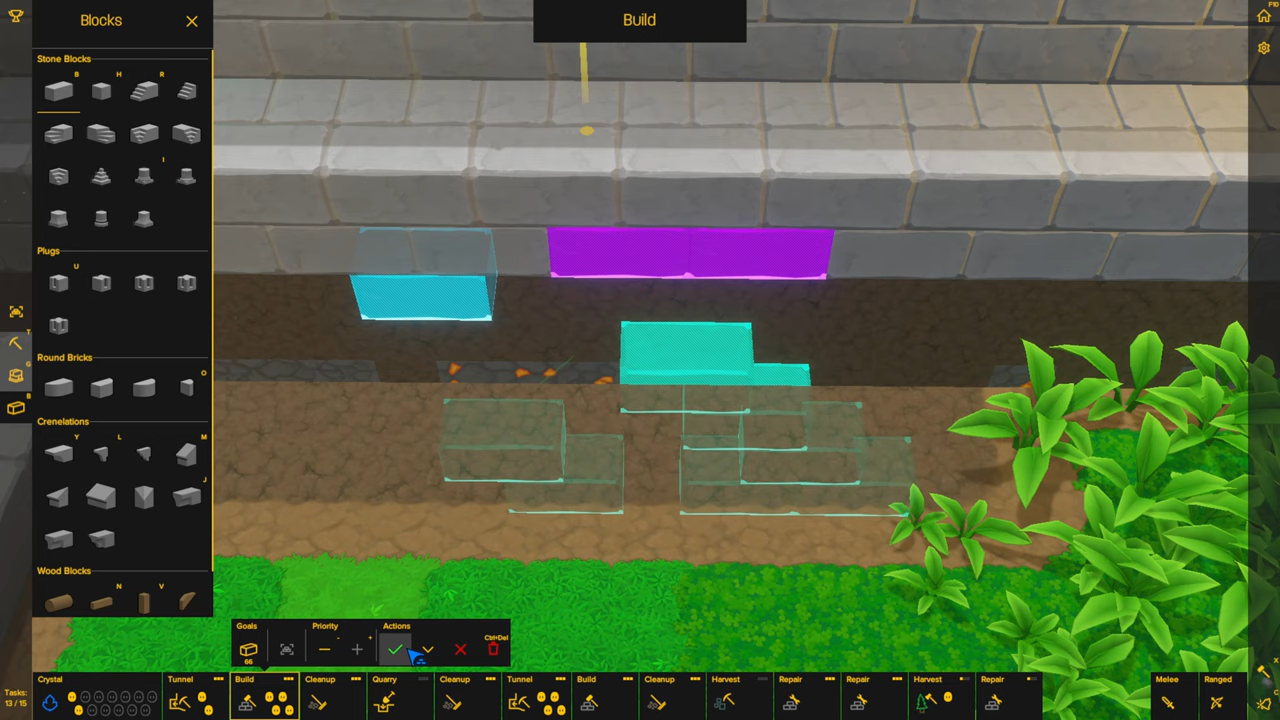 Blocks
Build
F10
Stone Blocks
B
H
R
I
Plugs
U
Round Bricks
O
Crenelations
Y
L
M
J
Wood Blocks
N
V
T
G
B
Goals
Priority
Actions
- +
Ctrl+Del
66
Tasks:
13 / 15
Crystal
Tunnel
Build
Cleanup
Quarry
Cleanup
Tunnel
Build
Cleanup
Harvest
Repair
Repair
Harvest
Repair
Melee
Ranged
X